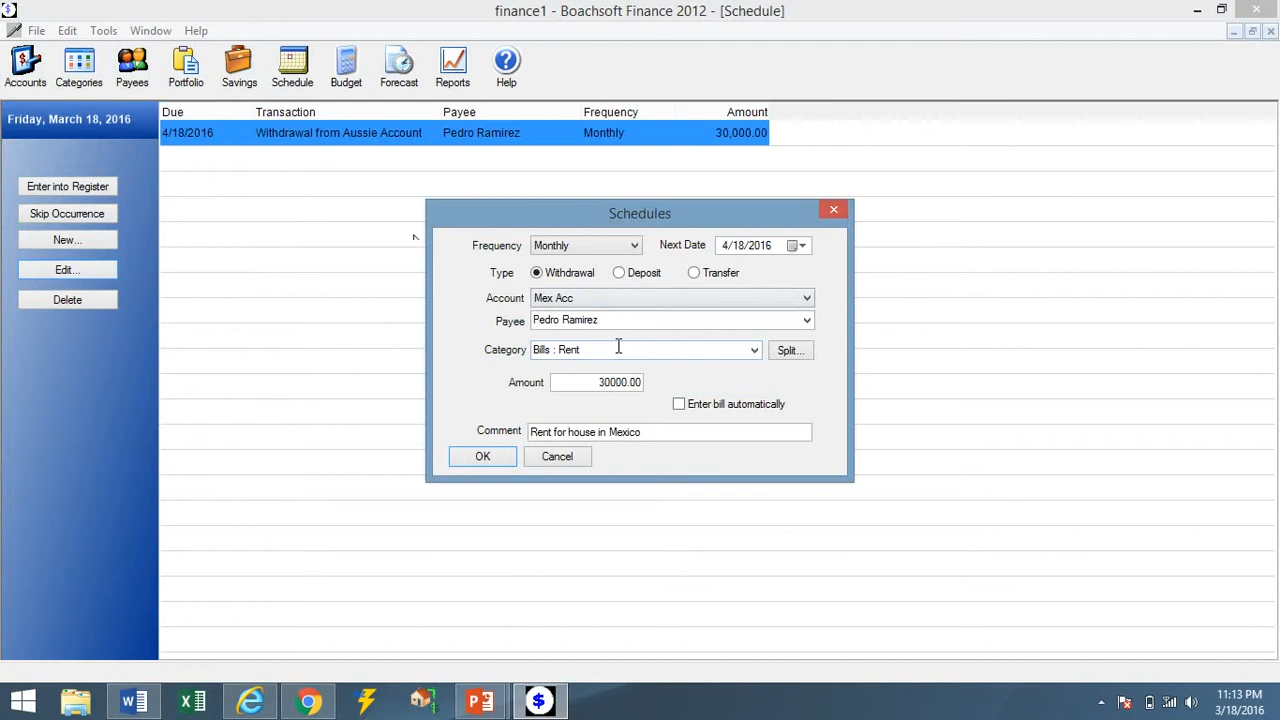 finance1 - Boachsoft Finance 2012 - [Schedule]
File Edit Tools Window Help
Accounts Categories Payees Portfolio Savings Schedule Budget Forecast Reports Help
Friday, March 18, 2016
Due Transaction Payee Frequency Amount
4/18/2016 Withdrawal from Aussie Account Pedro Ramirez Monthly 30,000.00
Enter into Register
Skip Occurrence
New...
Edit...
Delete
Schedules
Frequency Monthly Next Date 4/18/2016
Type Withdrawal Deposit Transfer
Account Mex Acc
Payee Pedro Ramirez
Category Bills : Rent Split...
Amount 30000.00
Enter bill automatically
Comment Rent for house in Mexico
OK Cancel
11:13 PM
3/18/2016